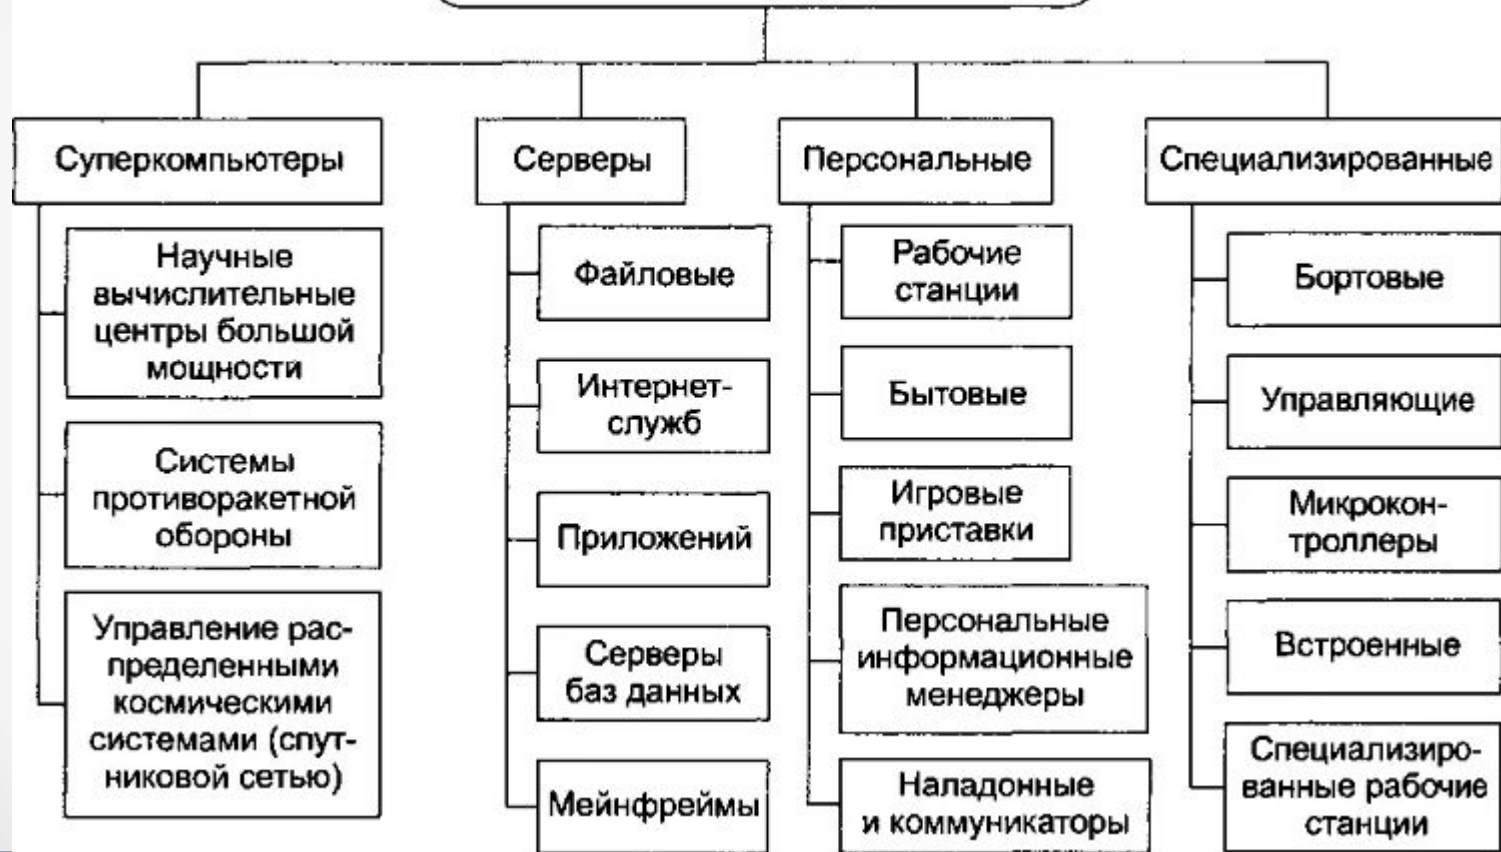 Суперкомпьютеры
Научные
вычислительные
центры большой
мощности
Системы
противоракетной
обороны
Управление рас-
пределенными
космическими
системами (спут-
никовой сетью)
Серверы
Файловые
Интернет-
служб
Приложений
Серверы
баз данных
Мейнфреймы
Персональные
Рабочие
станции
Бытовые
Игровые
приставки
Персональные
информационные
менеджеры
Наладонные
и коммуникаторы
Специализированные
Бортовые
Управляющие
Микрокон-
троллеры
Встроенные
Специализиро-
ванные рабочие
станции